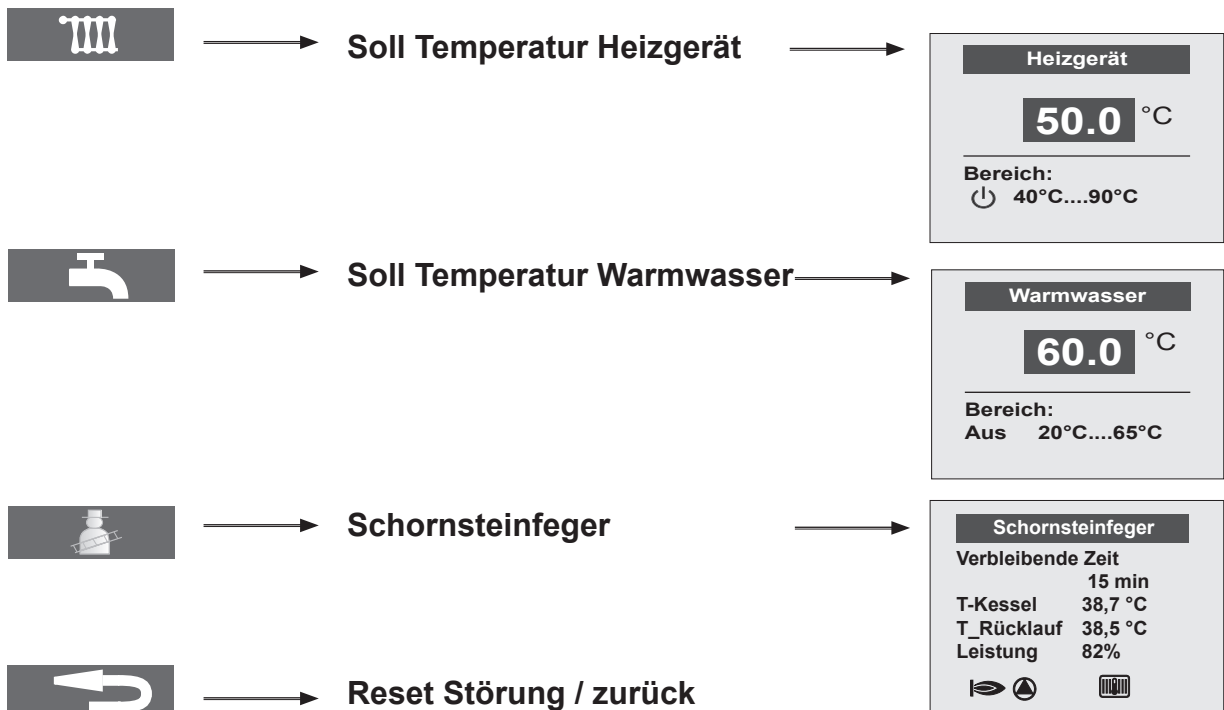 Soll Temperatur Heizgerät
Heizgerät
50.0 °C
Bereich:
40°C....90°C
Soll Temperatur Warmwasser
Warmwasser
60.0 °C
Bereich:
Aus 20°C....65°C
Schornsteinfeger
Schornsteinfeger
Verbleibende Zeit
15 min
T-Kessel 38,7 °C
T_Rücklauf 38,5 °C
Leistung 82%
Reset Störung / zurück